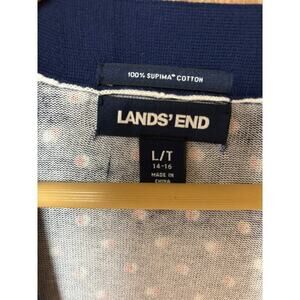 100% SUPIMA® COTTON
LANDS' END
L/T
14-16
MADE IN
CHINA